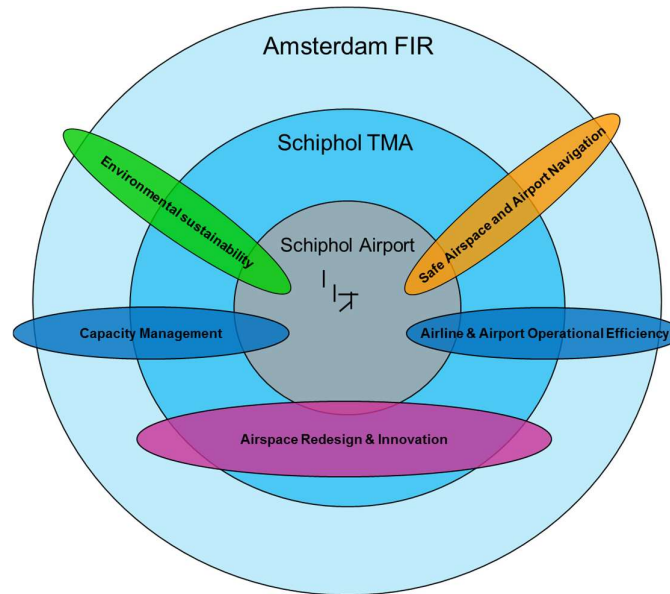 Amsterdam FIR
Schiphol TMA
Environmental sustainability
Safe Airspace and Airport Navigation
Schiphol Airport
Capacity Management
Airline & Airport Operational Efficiency
Airspace Redesign & Innovation